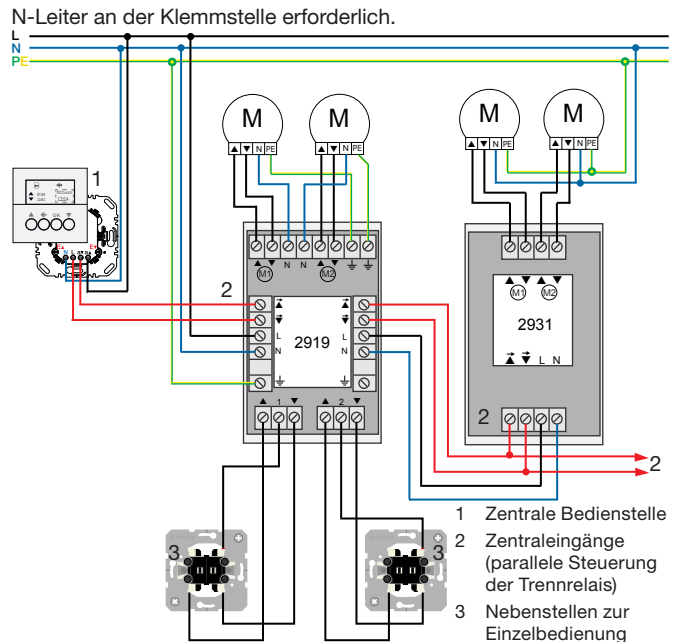 N-Leiter an der Klemmstelle erforderlich.
L
N
PE
M M
M M
▲ ▼ N PE ▲ ▼ N PE
▲ ▼ N PE ▲ ▼ N PE
1
▲ OK ▼
N L
▲ ▼ N N ▲ ▼
M1 M2
▲ ▼ ▲ ▼
M1 M2
2
2919
L L
N N
2931
▲ ▼ L N
▲ 1 ▼ ▲ 2 ▼
2
2
3 3
1 Zentrale Bedienstelle
2 Zentraleingänge
(parallele Steuerung
der Trennrelais)
3 Nebenstellen zur
Einzelbedienung